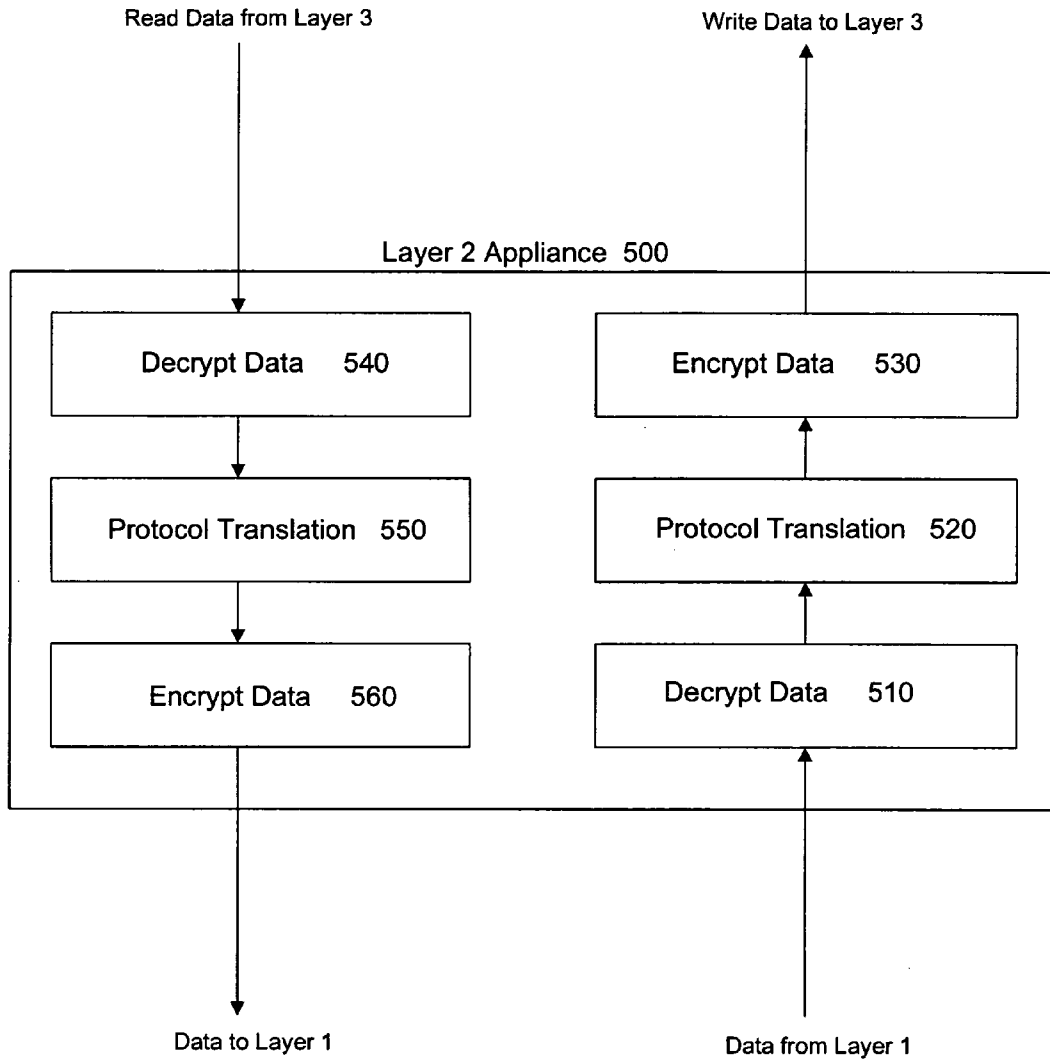 Read Data from Layer 3
Write Data to Layer 3
Layer 2 Appliance 500
Decrypt Data 540
Encrypt Data 530
Protocol Translation 550
Protocol Translation 520
Encrypt Data 560
Decrypt Data 510
Data to Layer 1
Data from Layer 1